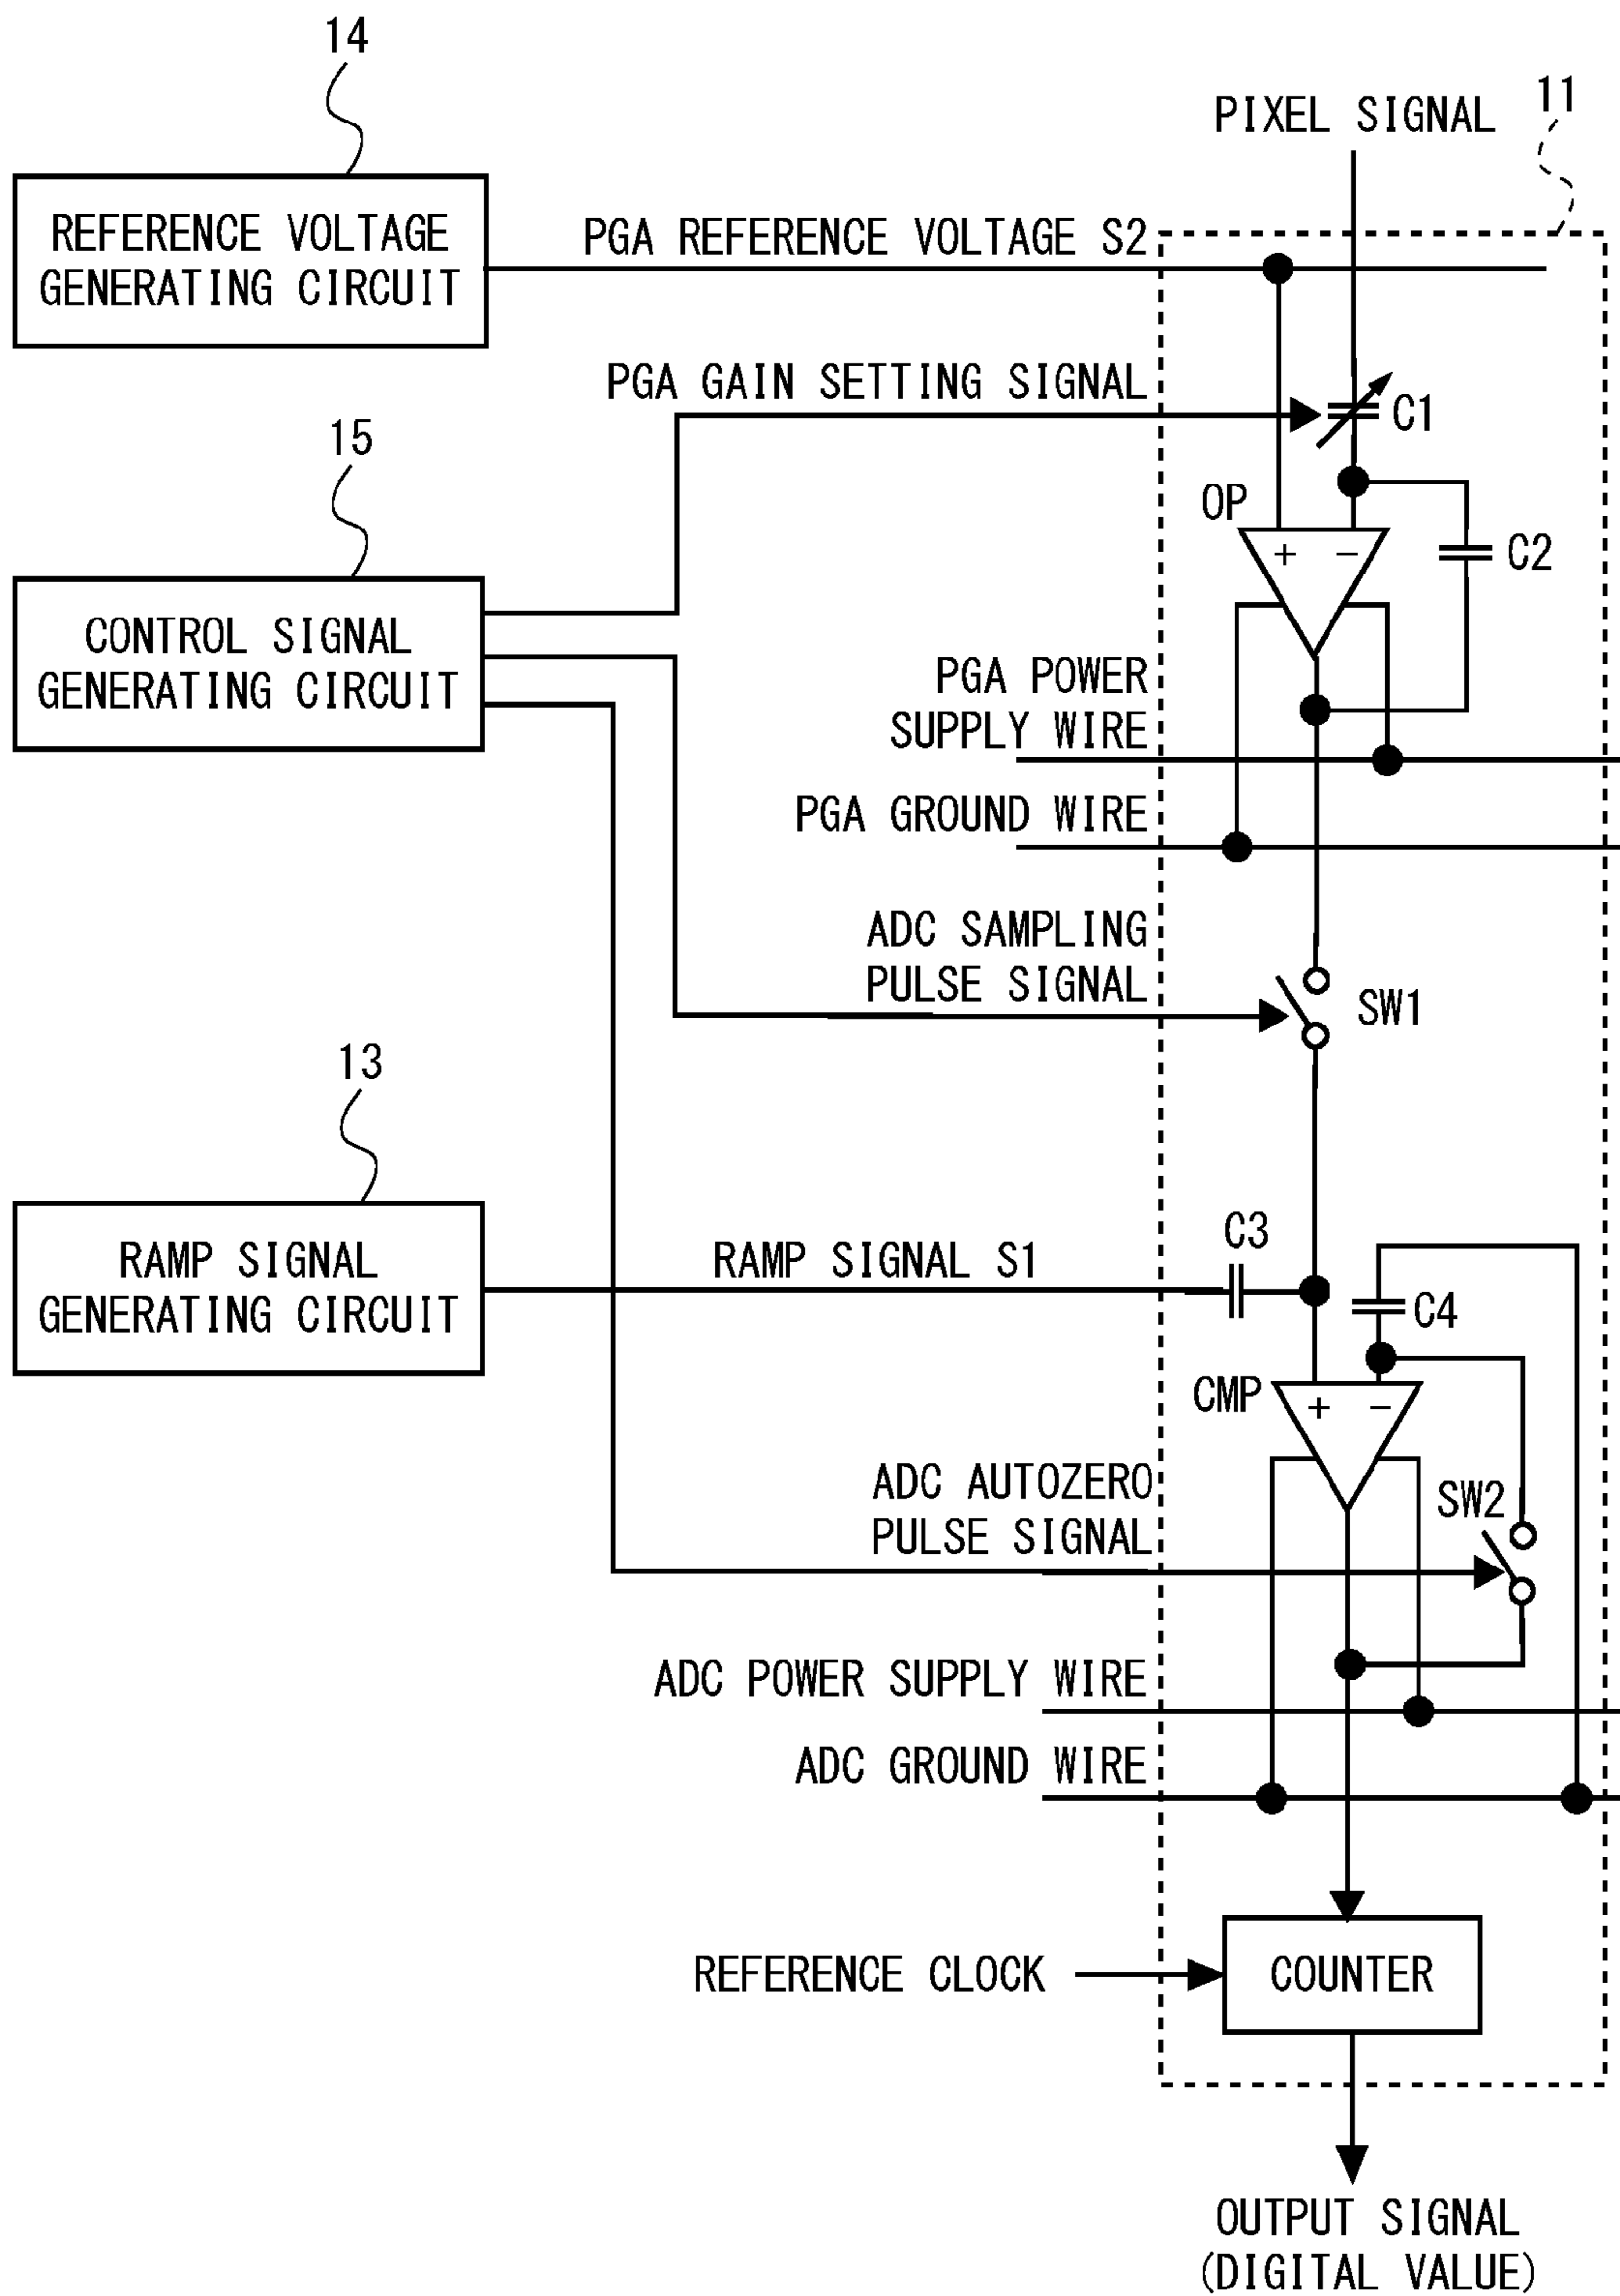 14
11
PIXEL SIGNAL
REFERENCE VOLTAGE
GENERATING CIRCUIT
PGA REFERENCE VOLTAGE S2
PGA GAIN SETTING SIGNAL
C1
15
OP
+ −
C2
CONTROL SIGNAL
GENERATING CIRCUIT
PGA POWER
SUPPLY WIRE
PGA GROUND WIRE
ADC SAMPLING
PULSE SIGNAL
SW1
13
RAMP SIGNAL
GENERATING CIRCUIT
RAMP SIGNAL S1
C3
C4
CMP
+ −
ADC AUTOZERO
PULSE SIGNAL
SW2
ADC POWER SUPPLY WIRE
ADC GROUND WIRE
REFERENCE CLOCK
COUNTER
OUTPUT SIGNAL
(DIGITAL VALUE)